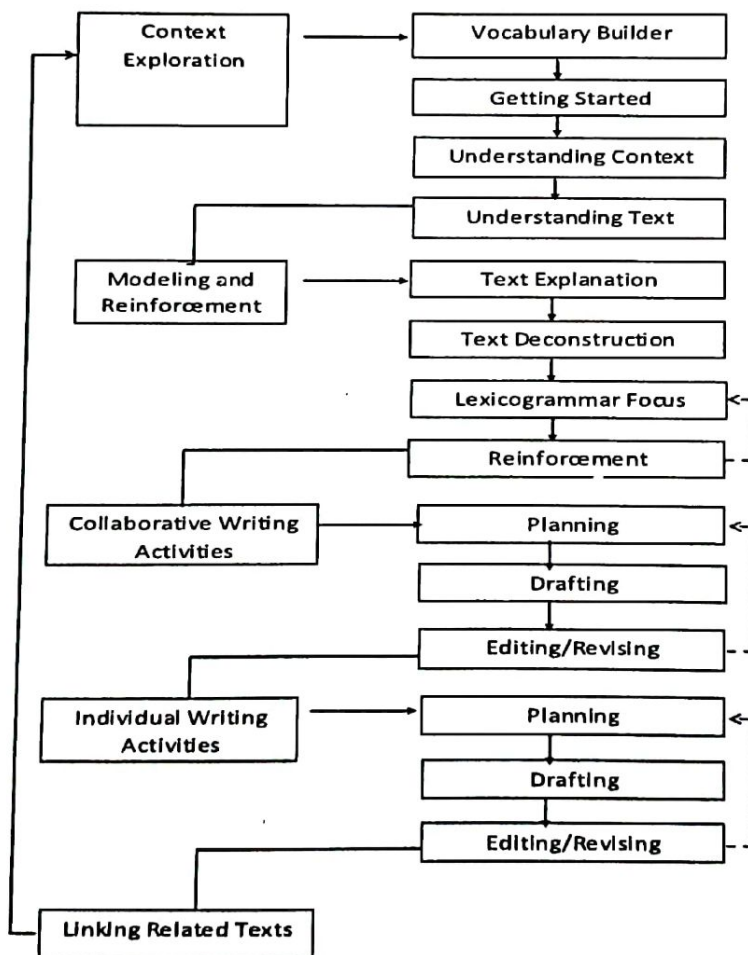 Context
Exploration
Vocabulary Builder
Getting Started
Understanding Context
Understanding Text
Modeling and
Reinforcement
Text Explanation
Text Deconstruction
Lexicogrammar Focus
Reinforcement
Collaborative Writing
Activities
Planning
Drafting
Editing/Revising
Individual Writing
Activities
Planning
Drafting
Editing/Revising
Linking Related Texts